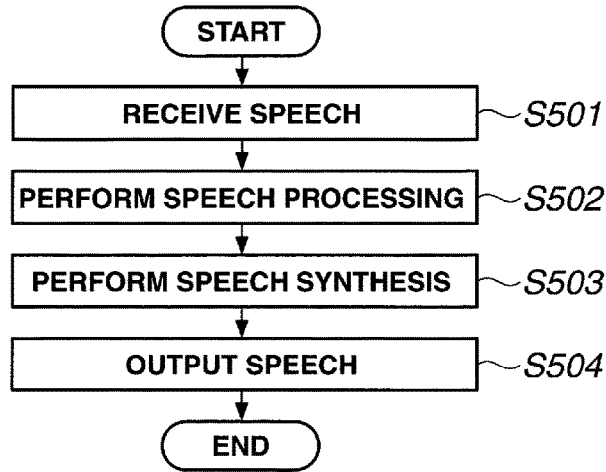 START
RECEIVE SPEECH S501
PERFORM SPEECH PROCESSING S502
PERFORM SPEECH SYNTHESIS S503
OUTPUT SPEECH S504
END